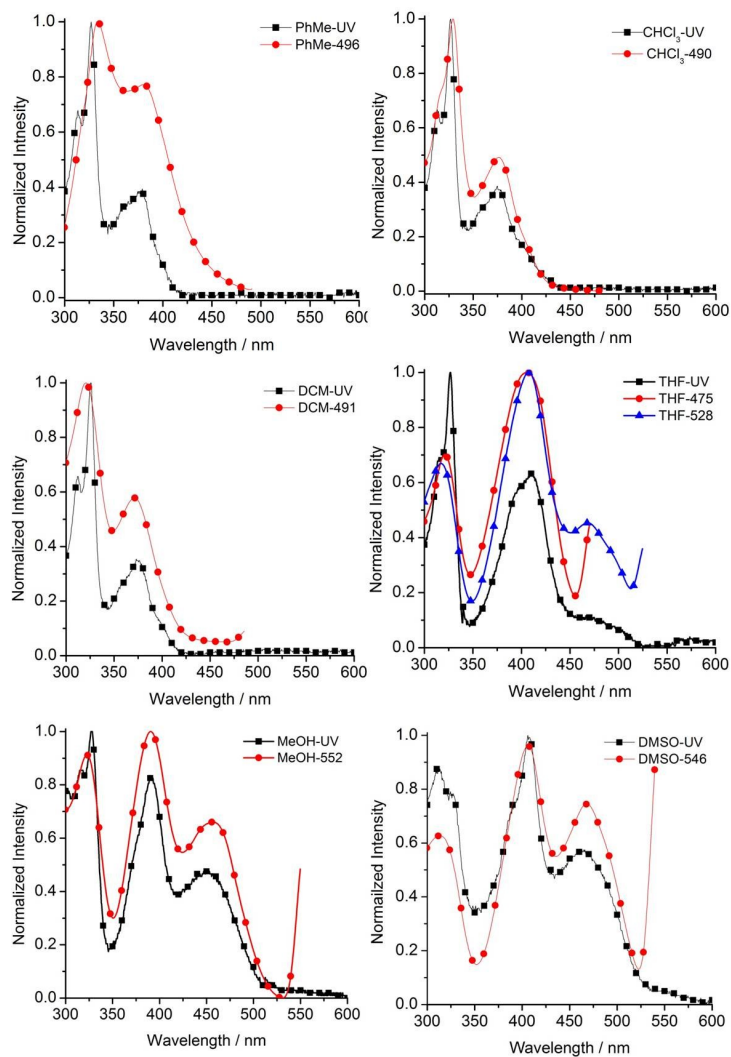 PhMe-UV
PhMe-496
Normalized Intnesity
1.0
0.8
0.6
0.4
0.2
0.0
300 350 400 450 500 550 600
Wavelength / nm
CHCl₃-UV
CHCl₃-490
Normalized Intensity
1.0
0.8
0.6
0.4
0.2
0.0
300 350 400 450 500 550 600
Wavelength / nm
DCM-UV
DCM-491
Normalized Intensity
1.0
0.8
0.6
0.4
0.2
0.0
300 350 400 450 500 550 600
Wavelength / nm
THF-UV
THF-475
THF-528
Normalized Intensity
1.0
0.8
0.6
0.4
0.2
0.0
300 350 400 450 500 550 600
Wavelenght / nm
MeOH-UV
MeOH-552
Normalized Intensity
1.0
0.8
0.6
0.4
0.2
0.0
300 350 400 450 500 550 600
Wavelength / nm
DMSO-UV
DMSO-546
Normailzed Intensity
1.0
0.8
0.6
0.4
0.2
0.0
300 350 400 450 500 550 600
Wavelength / nm